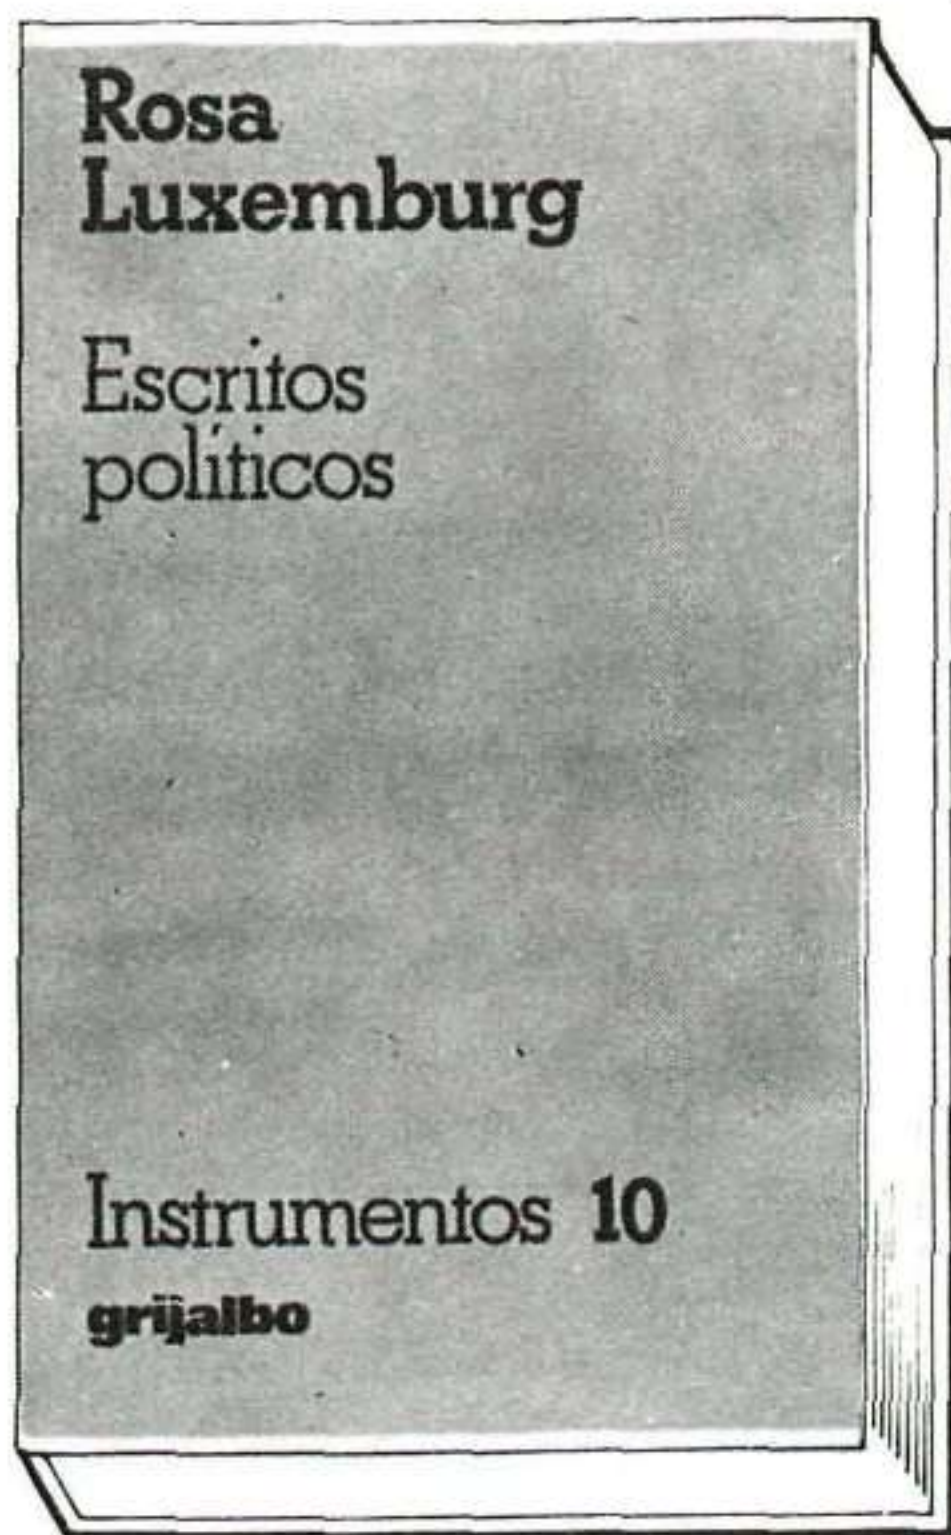 Rosa
Luxemburg
Escritos
políticos
Instrumentos 10
grijalbo